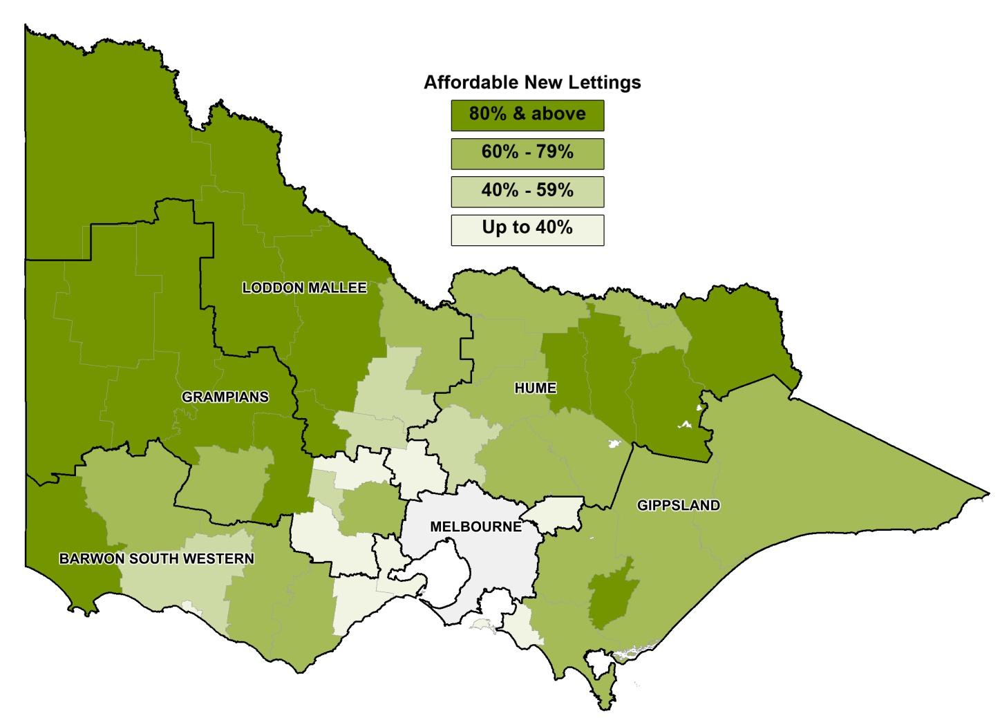 Affordable New Lettings
80% & above
60% - 79%
40% - 59%
Up to 40%
LODDON MALLEE
HUME
GRAMPIANS
GIPPSLAND
MELBOURNE
BARWON SOUTH WESTERN